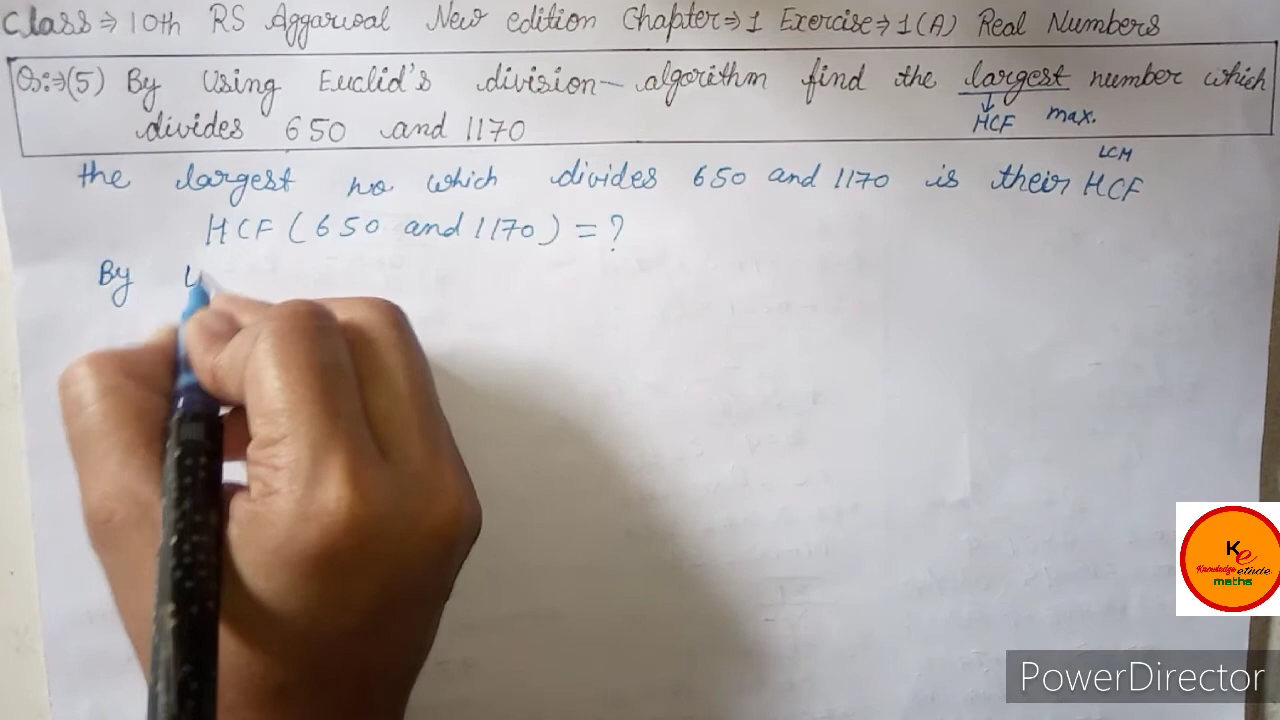 Class ⇒ 10th RS Aggarwal New edition Chapter ⇒ 1 Exercise ⇒ 1(A) Real Numbers
Qs:⇒(5) By Using Euclid's division - algorithm find the largest number which
HCF max.
divides 650 and 1170
LCM
the largest no which divides 650 and 1170 is their HCF
HCF (650 and 1170) = ?
By U
Ke
Knowledge etude
maths
PowerDirector